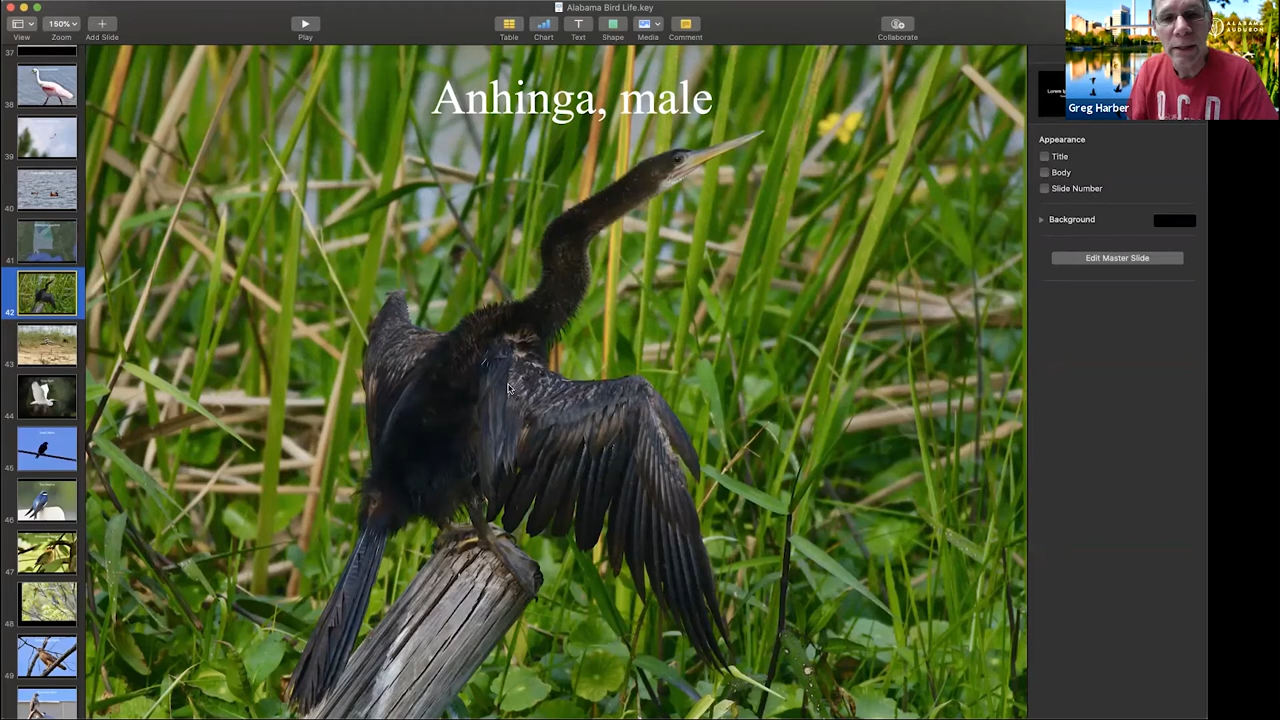 Alabama Bird Life.key
150%
View
Zoom
Add Slide
Play
Table
Chart
Text
Shape
Media
Comment
Collaborate
ALABAMA
AUDUBON
Greg Harber
Anhinga, male
Appearance
Title
Body
Slide Number
Background
Edit Master Slide
37
38
39
40
41
42
43
44
45
46
47
48
49